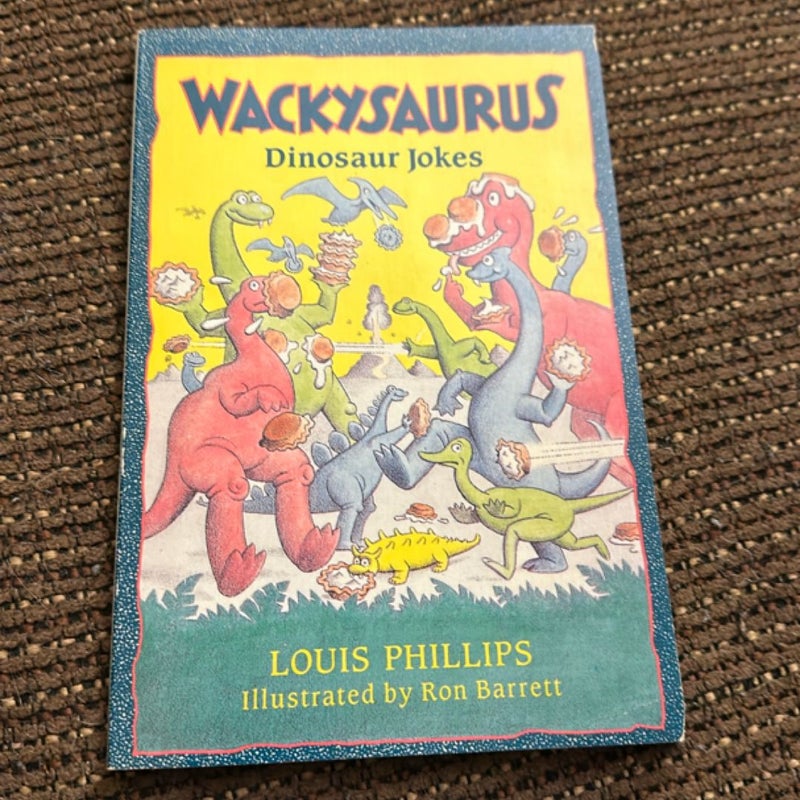 WACKYSAURUS
Dinosaur Jokes
LOUIS PHILLIPS
Illustrated by Ron Barrett